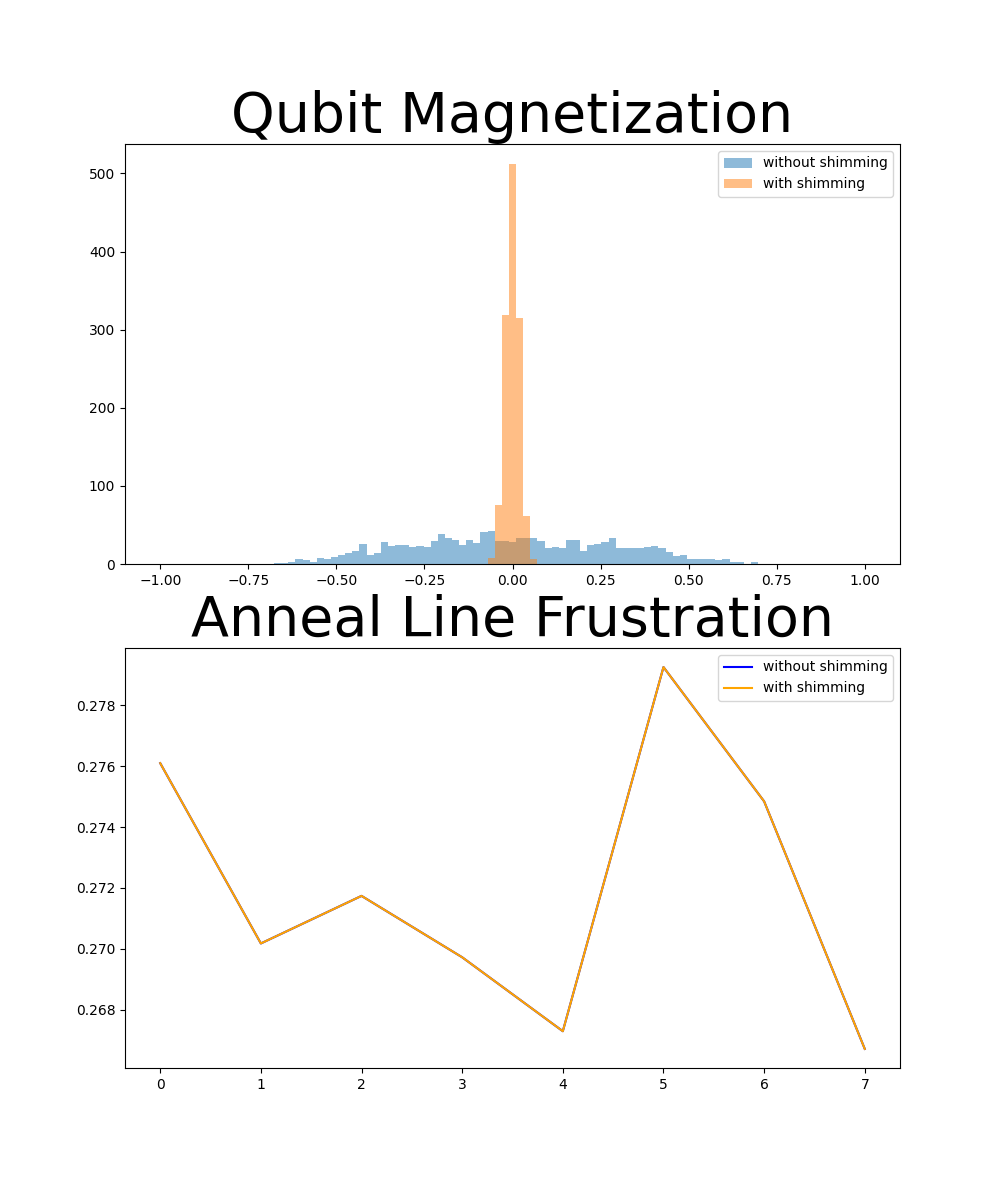 Qubit Magnetization
without shimming
with shimming
500
400
300
200
100
0
−1.00 −0.75 −0.50 −0.25 0.00 0.25 0.50 0.75 1.00
Anneal Line Frustration
without shimming
with shimming
0.278
0.276
0.274
0.272
0.270
0.268
0 1 2 3 4 5 6 7